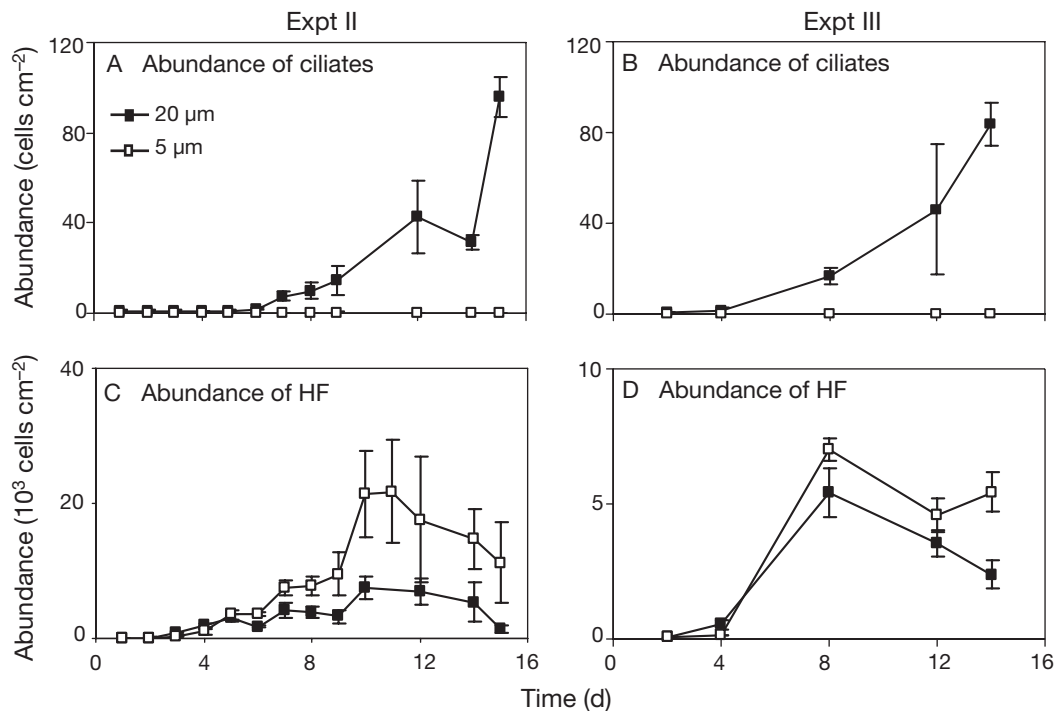 Expt II
Expt III
Abundance (cells cm⁻²)
120
80
40
0
A Abundance of ciliates
20 µm
5 µm
120
80
40
0
B Abundance of ciliates
Abundance (10³ cells cm⁻²)
40
20
0
C Abundance of HF
0 4 8 12 16
10
5
0
D Abundance of HF
0 4 8 12 16
Time (d)